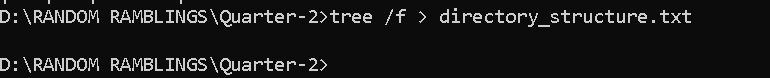 D:\RANDOM RAMBLINGS\Quarter-2>tree /f > directory_structure.txt
D:\RANDOM RAMBLINGS\Quarter-2>